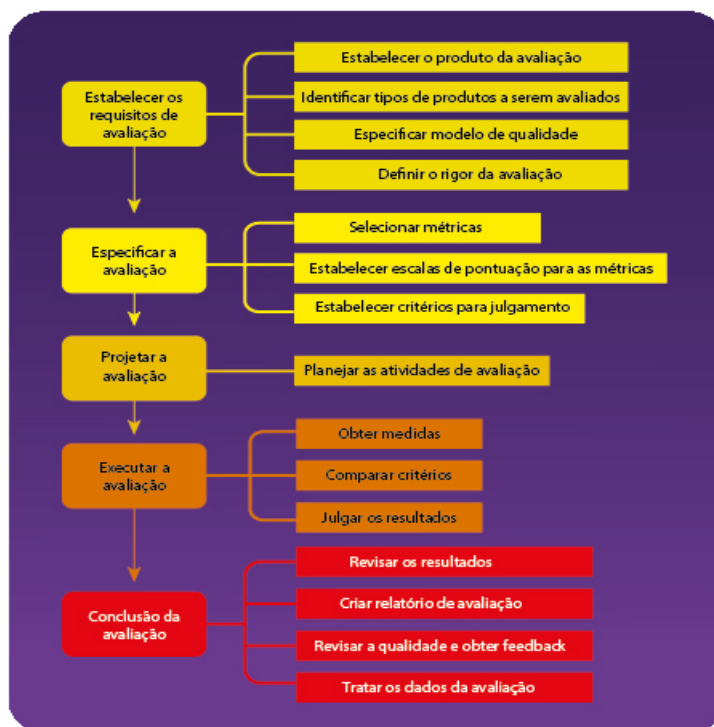 Estabelecer os
requisitos de
avaliação
Estabelecer o produto da avaliação
Identificar tipos de produtos a serem avaliados
Especificar modelo de qualidade
Definir o rigor da avaliação
Especificar a
avaliação
Selecionar métricas
Estabelecer escalas de pontuação para as métricas
Estabelecer critérios para julgamento
Projetar a
avaliação
Planejar as atividades de avaliação
Executar a
avaliação
Obter medidas
Comparar critérios
Julgar os resultados
Conclusão da
avaliação
Revisar os resultados
Criar relatório de avaliação
Revisar a qualidade e obter feedback
Tratar os dados da avaliação